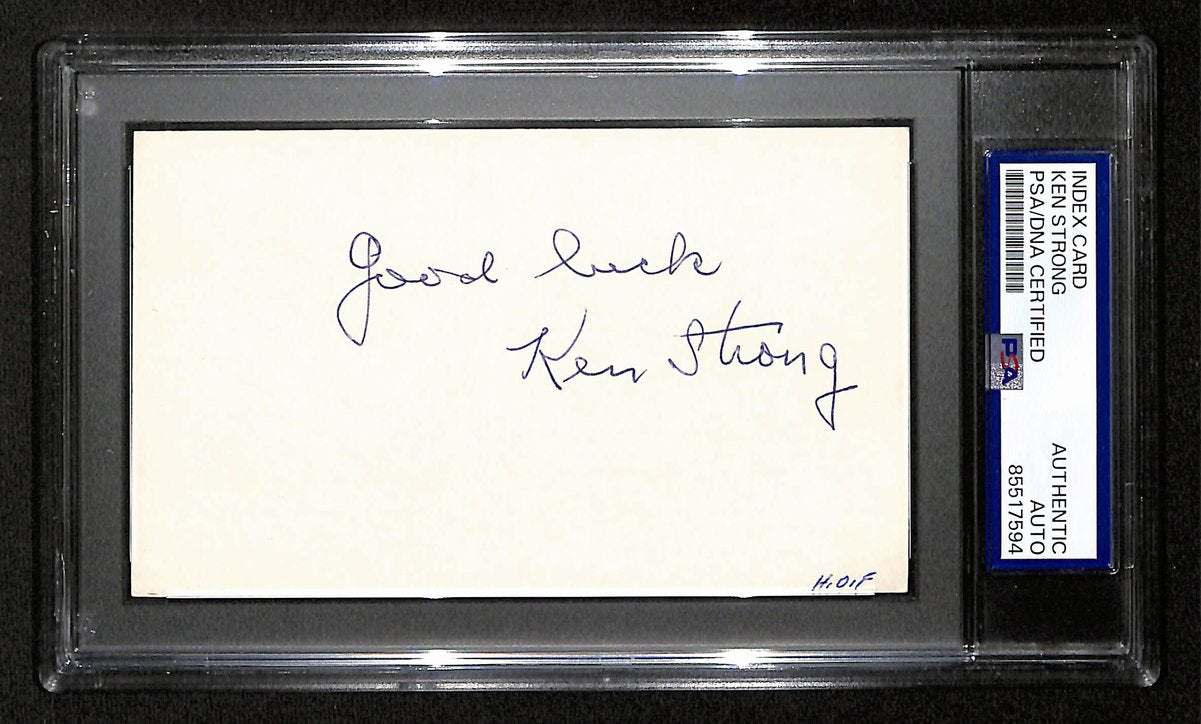 Good luck
Ken Strong
H.O.F
INDEX CARD
KEN STRONG
PSA/DNA CERTIFIED
PSA
AUTHENTIC
AUTO
85517594